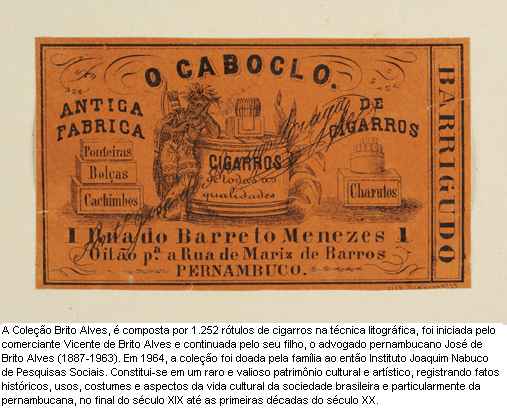 O CABOCLO.
ANTIGA FABRICA
DE CIGARROS
Ponteiras
Bolças
Cachimbos
CIGARROS
de todas as
qualidades
Charutos
BARRIGUDO
1 Rua do Barreto Menezes 1
Oitão pª a Rua de Mariz de Barros
PERNAMBUCO.
A Coleção Brito Alves, é composta por 1.252 rótulos de cigarros na técnica litográfica, foi iniciada pelo
comerciante Vicente de Brito Alves e continuada pelo seu filho, o advogado pernambucano José de
Brito Alves (1887-1963). Em 1964, a coleção foi doada pela família ao então Instituto Joaquim Nabuco
de Pesquisas Sociais. Constitui-se em um raro e valioso patrimônio cultural e artístico, registrando fatos
históricos, usos, costumes e aspectos da vida cultural da sociedade brasileira e particularmente da
pernambucana, no final do século XIX até as primeiras décadas do século XX.